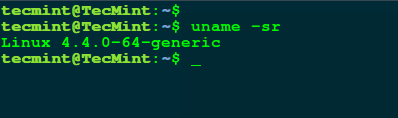 tecmint@TecMint:~$
tecmint@TecMint:~$ uname -sr
Linux 4.4.0-64-generic
tecmint@TecMint:~$ _